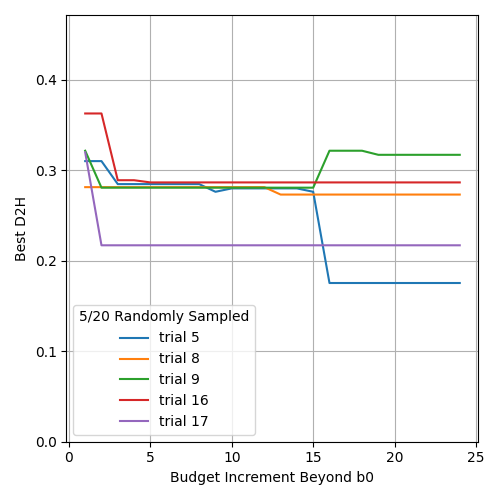 0.4
0.3
0.2
0.1
0.0
Best D2H
5/20 Randomly Sampled
trial 5
trial 8
trial 9
trial 16
trial 17
0 5 10 15 20 25
Budget Increment Beyond b0